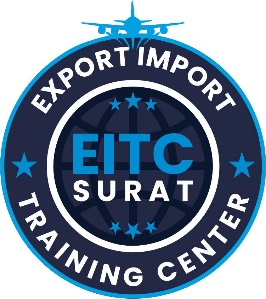 EXPORT IMPORT
EITC
SURAT
TRAINING CENTER